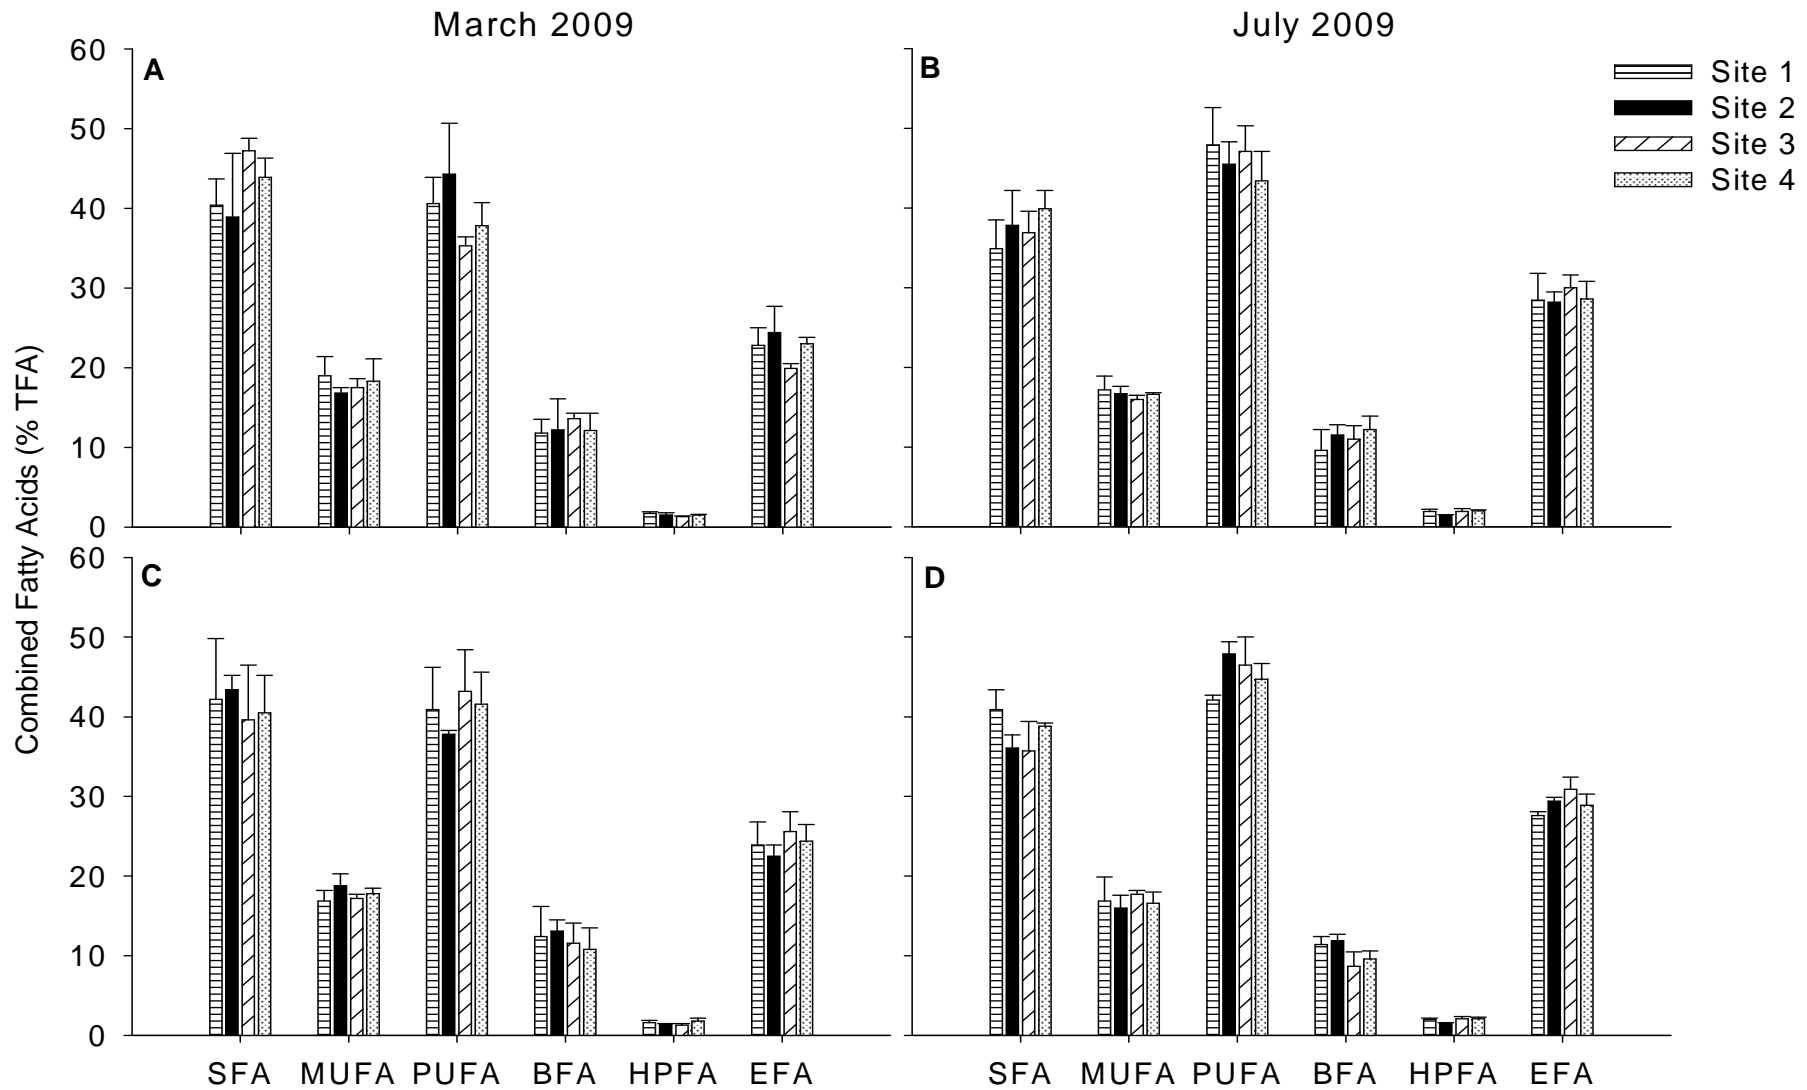 March 2009
July 2009
A
B
Site 1
Site 2
Site 3
Site 4
60
50
40
30
20
10
0
C
D
60
50
40
30
20
10
0
Combined Fatty Acids (% TFA)
SFA MUFA PUFA BFA HPFA EFA
SFA MUFA PUFA BFA HPFA EFA